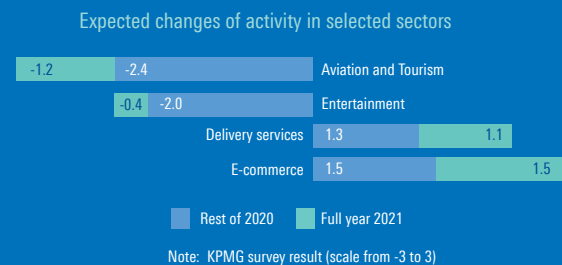 Expected changes of activity in selected sectors
-1.2 -2.4 Aviation and Tourism
-0.4 -2.0 Entertainment
Delivery services 1.3 1.1
E-commerce 1.5 1.5
Rest of 2020 Full year 2021
Note: KPMG survey result (scale from -3 to 3)